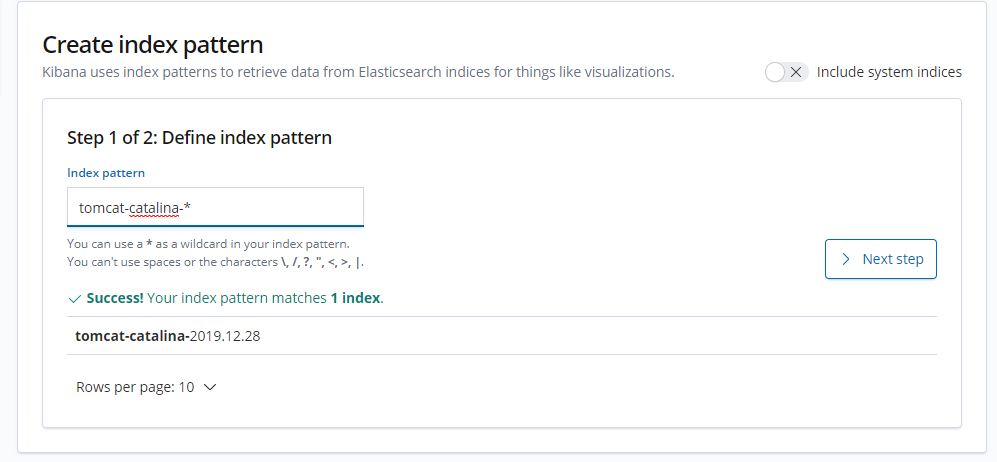 Create index pattern
Kibana uses index patterns to retrieve data from Elasticsearch indices for things like visualizations.
Include system indices
Step 1 of 2: Define index pattern
Index pattern
tomcat-catalina-*
You can use a * as a wildcard in your index pattern.
You can't use spaces or the characters \, /, ?, ", <, >, |.
Next step
Success! Your index pattern matches 1 index.
tomcat-catalina-2019.12.28
Rows per page: 10